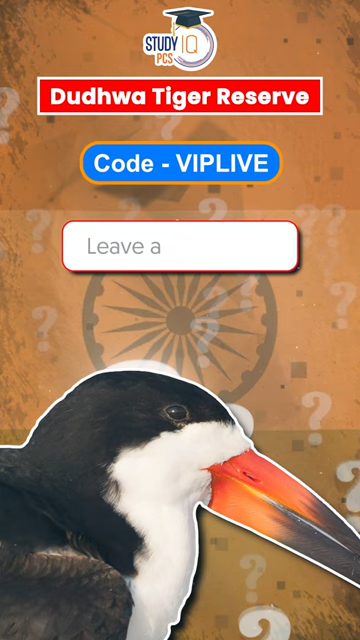 STUDY IQ
PCS
Dudhwa Tiger Reserve
Code - VIPLIVE
Leave a